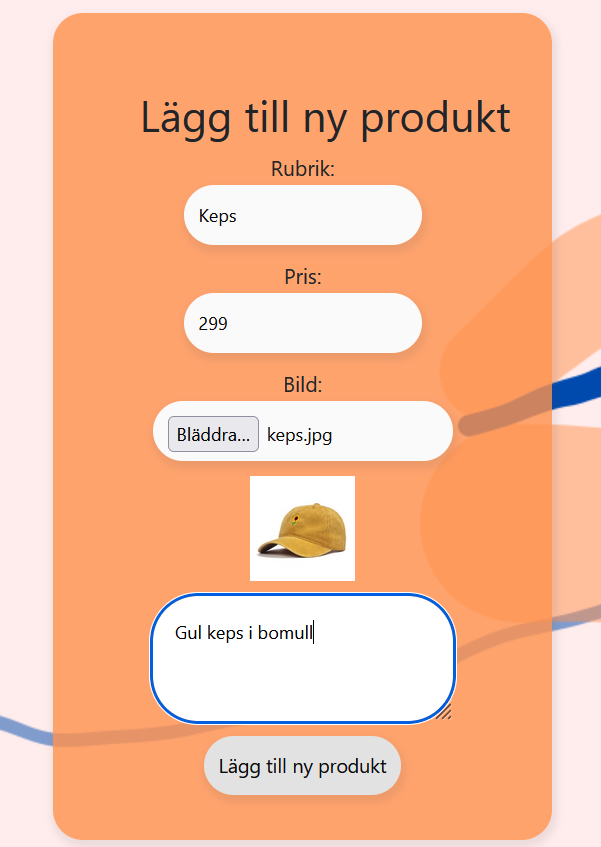 Lägg till ny produkt
Rubrik:
Keps
Pris:
299
Bild:
Bläddra... keps.jpg
Gul keps i bomull
Lägg till ny produkt